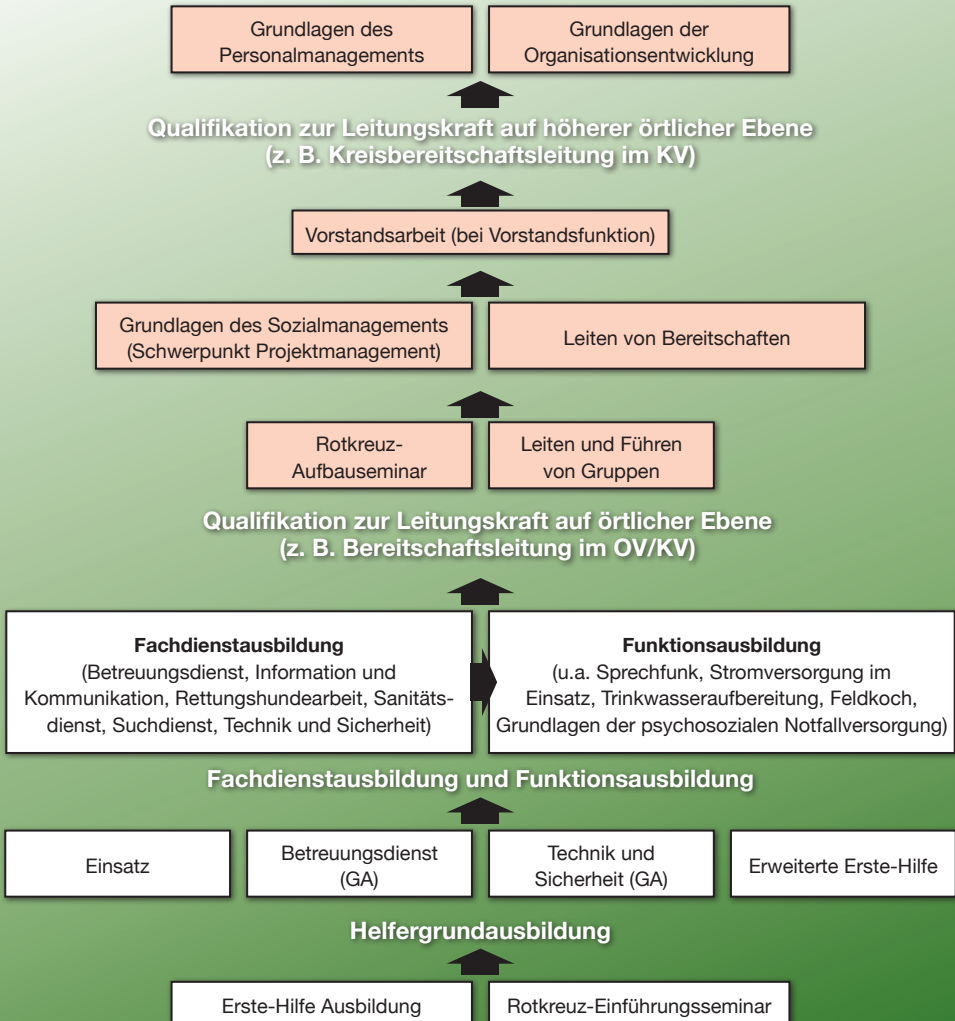 Grundlagen des
Personalmanagements
Grundlagen der
Organisationsentwicklung
Qualifikation zur Leitungskraft auf höherer örtlicher Ebene
(z. B. Kreisbereitschaftsleitung im KV)
Vorstandsarbeit (bei Vorstandsfunktion)
Grundlagen des Sozialmanagements
(Schwerpunkt Projektmanagement)
Leiten von Bereitschaften
Rotkreuz-
Aufbauseminar
Leiten und Führen
von Gruppen
Qualifikation zur Leitungskraft auf örtlicher Ebene
(z. B. Bereitschaftsleitung im OV/KV)
Fachdienstausbildung
(Betreuungsdienst, Information und
Kommunikation, Rettungshundearbeit, Sanitäts-
dienst, Suchdienst, Technik und Sicherheit)
Funktionsausbildung
(u.a. Sprechfunk, Stromversorgung im
Einsatz, Trinkwasseraufbereitung, Feldkoch,
Grundlagen der psychosozialen Notfallversorgung)
Fachdienstausbildung und Funktionsausbildung
Einsatz
Betreuungsdienst
(GA)
Technik und
Sicherheit (GA)
Erweiterte Erste-Hilfe
Helfergrundausbildung
Erste-Hilfe Ausbildung
Rotkreuz-Einführungsseminar